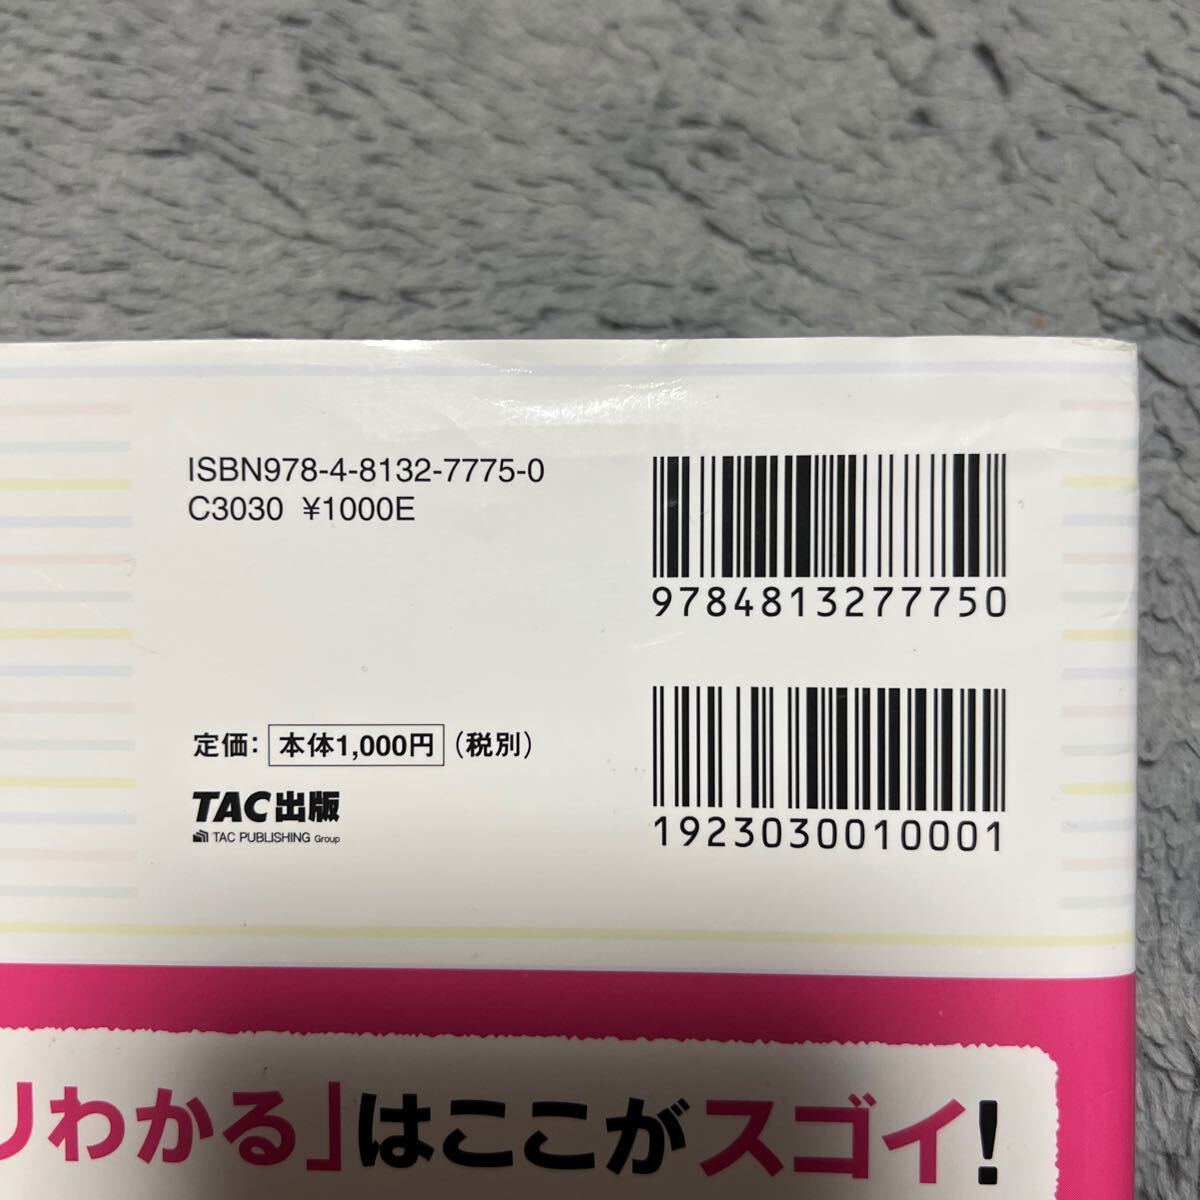 ISBN978-4-8132-7775-0
C3030 ¥1000E
9784813277750
定価: 本体1,000円 (税別)
TAC出版
TAC PUBLISHING Group
1923030010001
リわかる」はここがスゴイ!